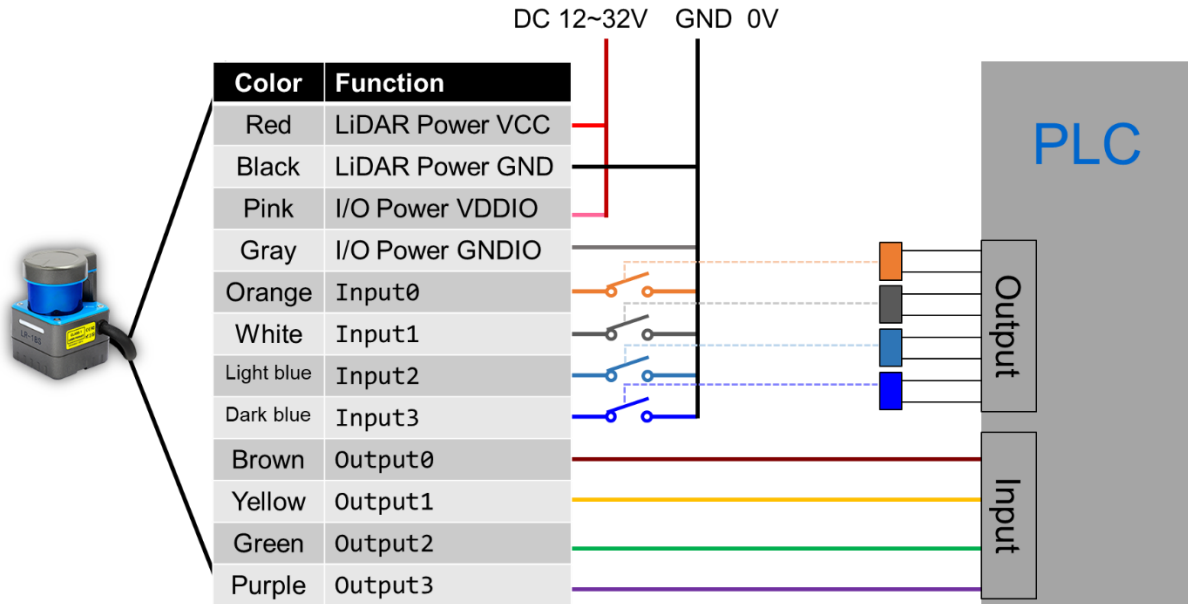 DC 12~32V GND 0V
Color Function
Red LiDAR Power VCC
Black LiDAR Power GND
Pink I/O Power VDDIO
Gray I/O Power GNDIO
Orange Input0
White Input1
Light blue Input2
Dark blue Input3
Brown Output0
Yellow Output1
Green Output2
Purple Output3
PLC
Output
Input
LR-18S